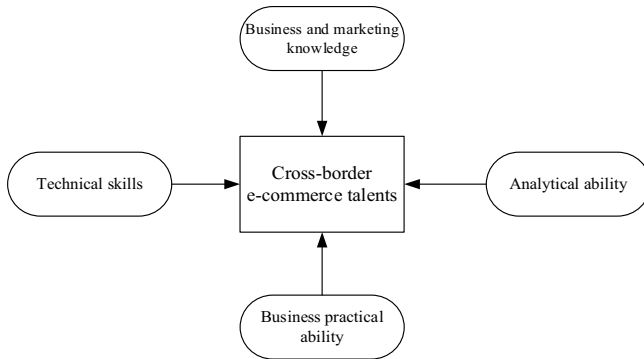 Business and marketing
knowledge
Technical skills
Cross-border
e-commerce talents
Analytical ability
Business practical
ability